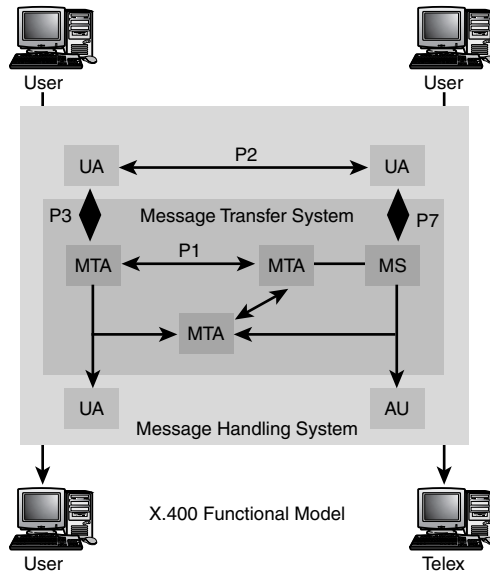 User
User
UA
P2
UA
P3
Message Transfer System
P7
MTA
P1
MTA
MS
MTA
UA
AU
Message Handling System
X.400 Functional Model
User
Telex